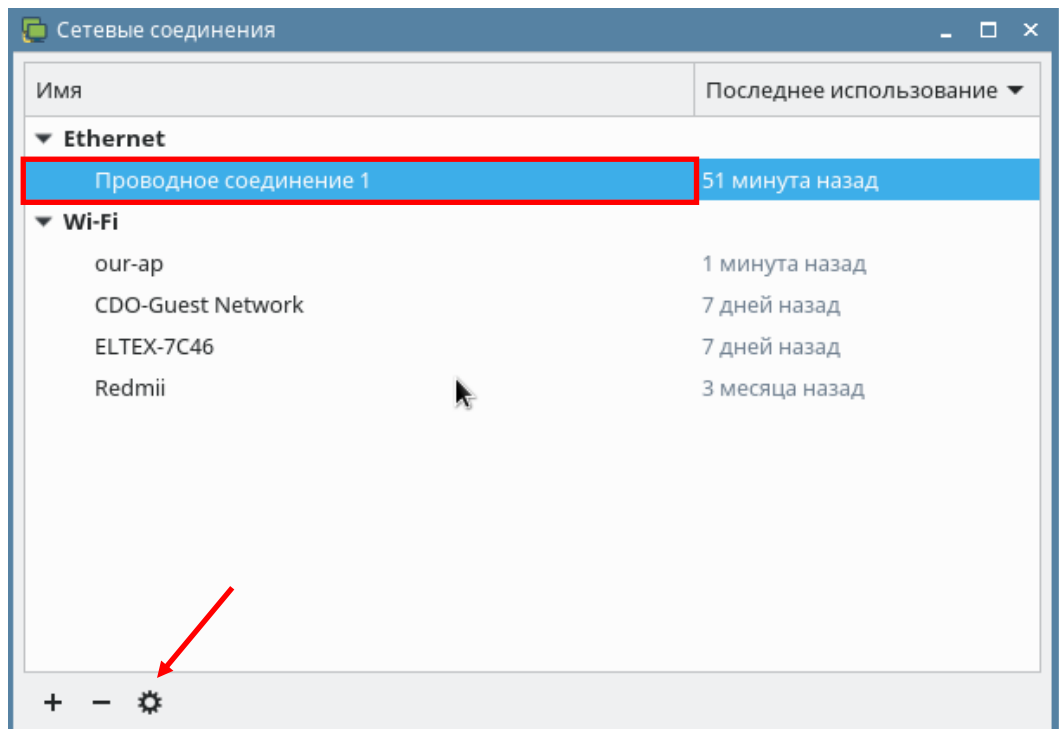 Сетевые соединения
Имя Последнее использование
Ethernet
Проводное соединение 1 51 минута назад
Wi-Fi
our-ap 1 минута назад
CDO-Guest Network 7 дней назад
ELTEX-7C46 7 дней назад
Redmii 3 месяца назад